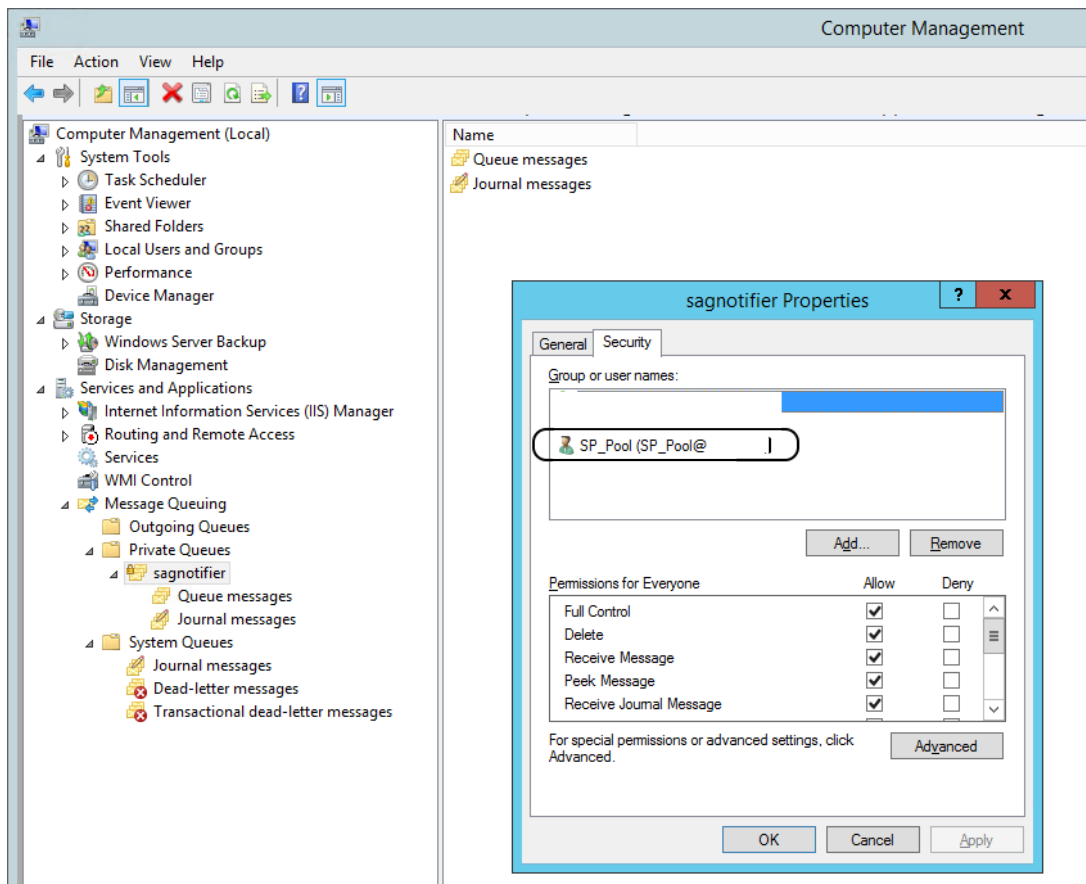 Computer Management
File Action View Help
Computer Management (Local)
System Tools
Task Scheduler
Event Viewer
Shared Folders
Local Users and Groups
Performance
Device Manager
Storage
Windows Server Backup
Disk Management
Services and Applications
Internet Information Services (IIS) Manager
Routing and Remote Access
Services
WMI Control
Message Queuing
Outgoing Queues
Private Queues
sagnotifier
Queue messages
Journal messages
System Queues
Journal messages
Dead-letter messages
Transactional dead-letter messages
Name
Queue messages
Journal messages
sagnotifier Properties
? x
General Security
Group or user names:
SP_Pool (SP_Pool@
Add... Remove
Permissions for Everyone Allow Deny
Full Control
Delete
Receive Message
Peek Message
Receive Journal Message
For special permissions or advanced settings, click
Advanced.
Advanced
OK Cancel Apply